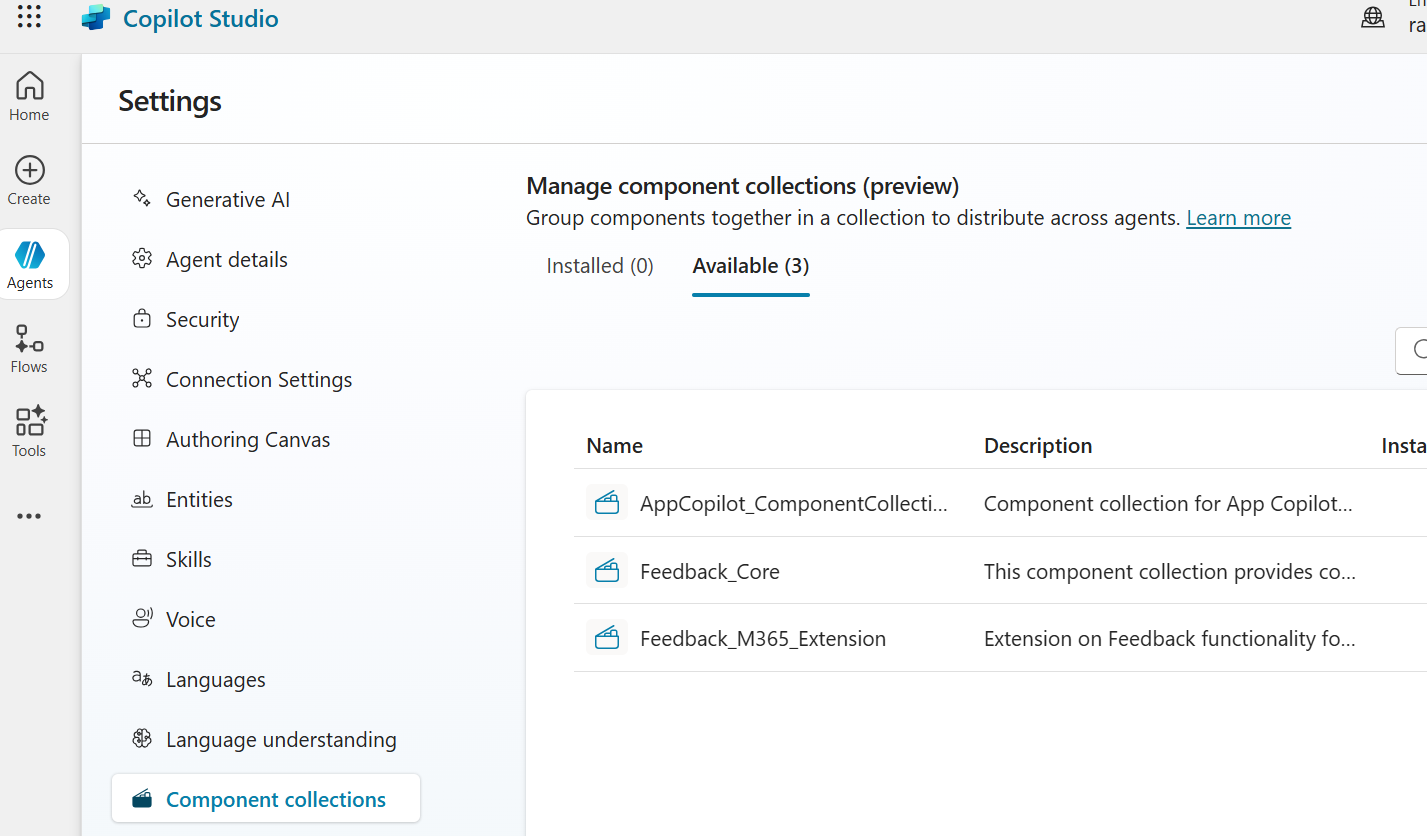 Copilot Studio
Home
Create
Agents
Flows
Tools
Settings
Generative AI
Agent details
Security
Connection Settings
Authoring Canvas
Entities
Skills
Voice
Languages
Language understanding
Component collections
Manage component collections (preview)
Group components together in a collection to distribute across agents. Learn more
Installed (0) Available (3)
Name Description
AppCopilot_ComponentCollecti... Component collection for App Copilot...
Feedback_Core This component collection provides co...
Feedback_M365_Extension Extension on Feedback functionality fo...